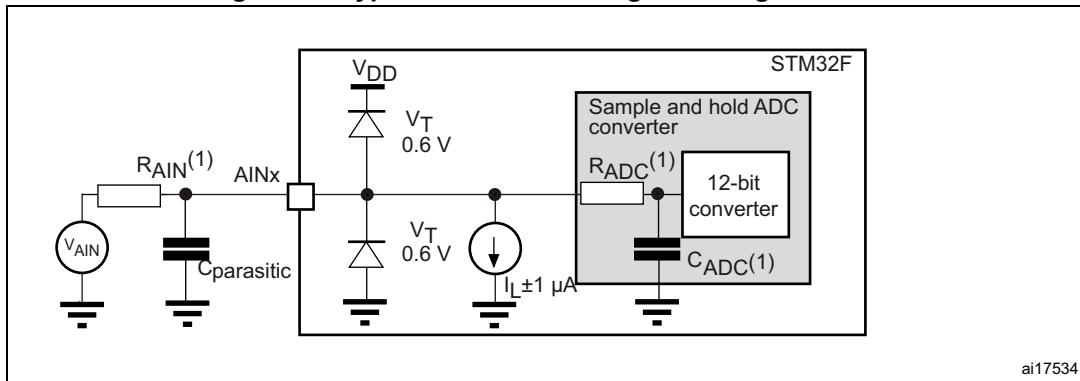 STM32F
VDD
Sample and hold ADC
converter
VT
0.6 V
RAIN(1)
AINx
RADC(1)
12-bit
converter
VAIN
Cparasitic
VT
0.6 V
IL±1 µA
CADC(1)
ai17534